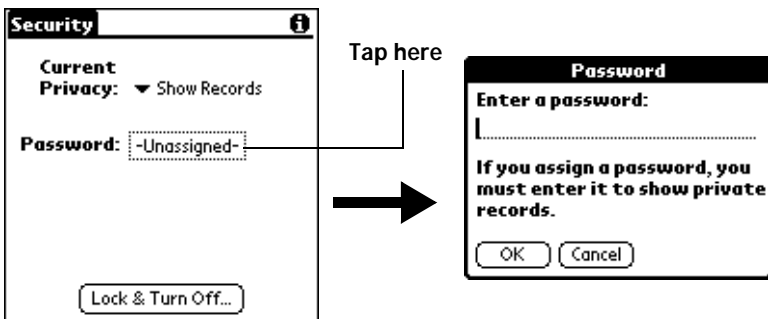 Security
Current
Privacy: Show Records
Password: -Unassigned-
Lock & Turn Off...
Tap here
Password
Enter a password:
If you assign a password, you
must enter it to show private
records.
OK Cancel